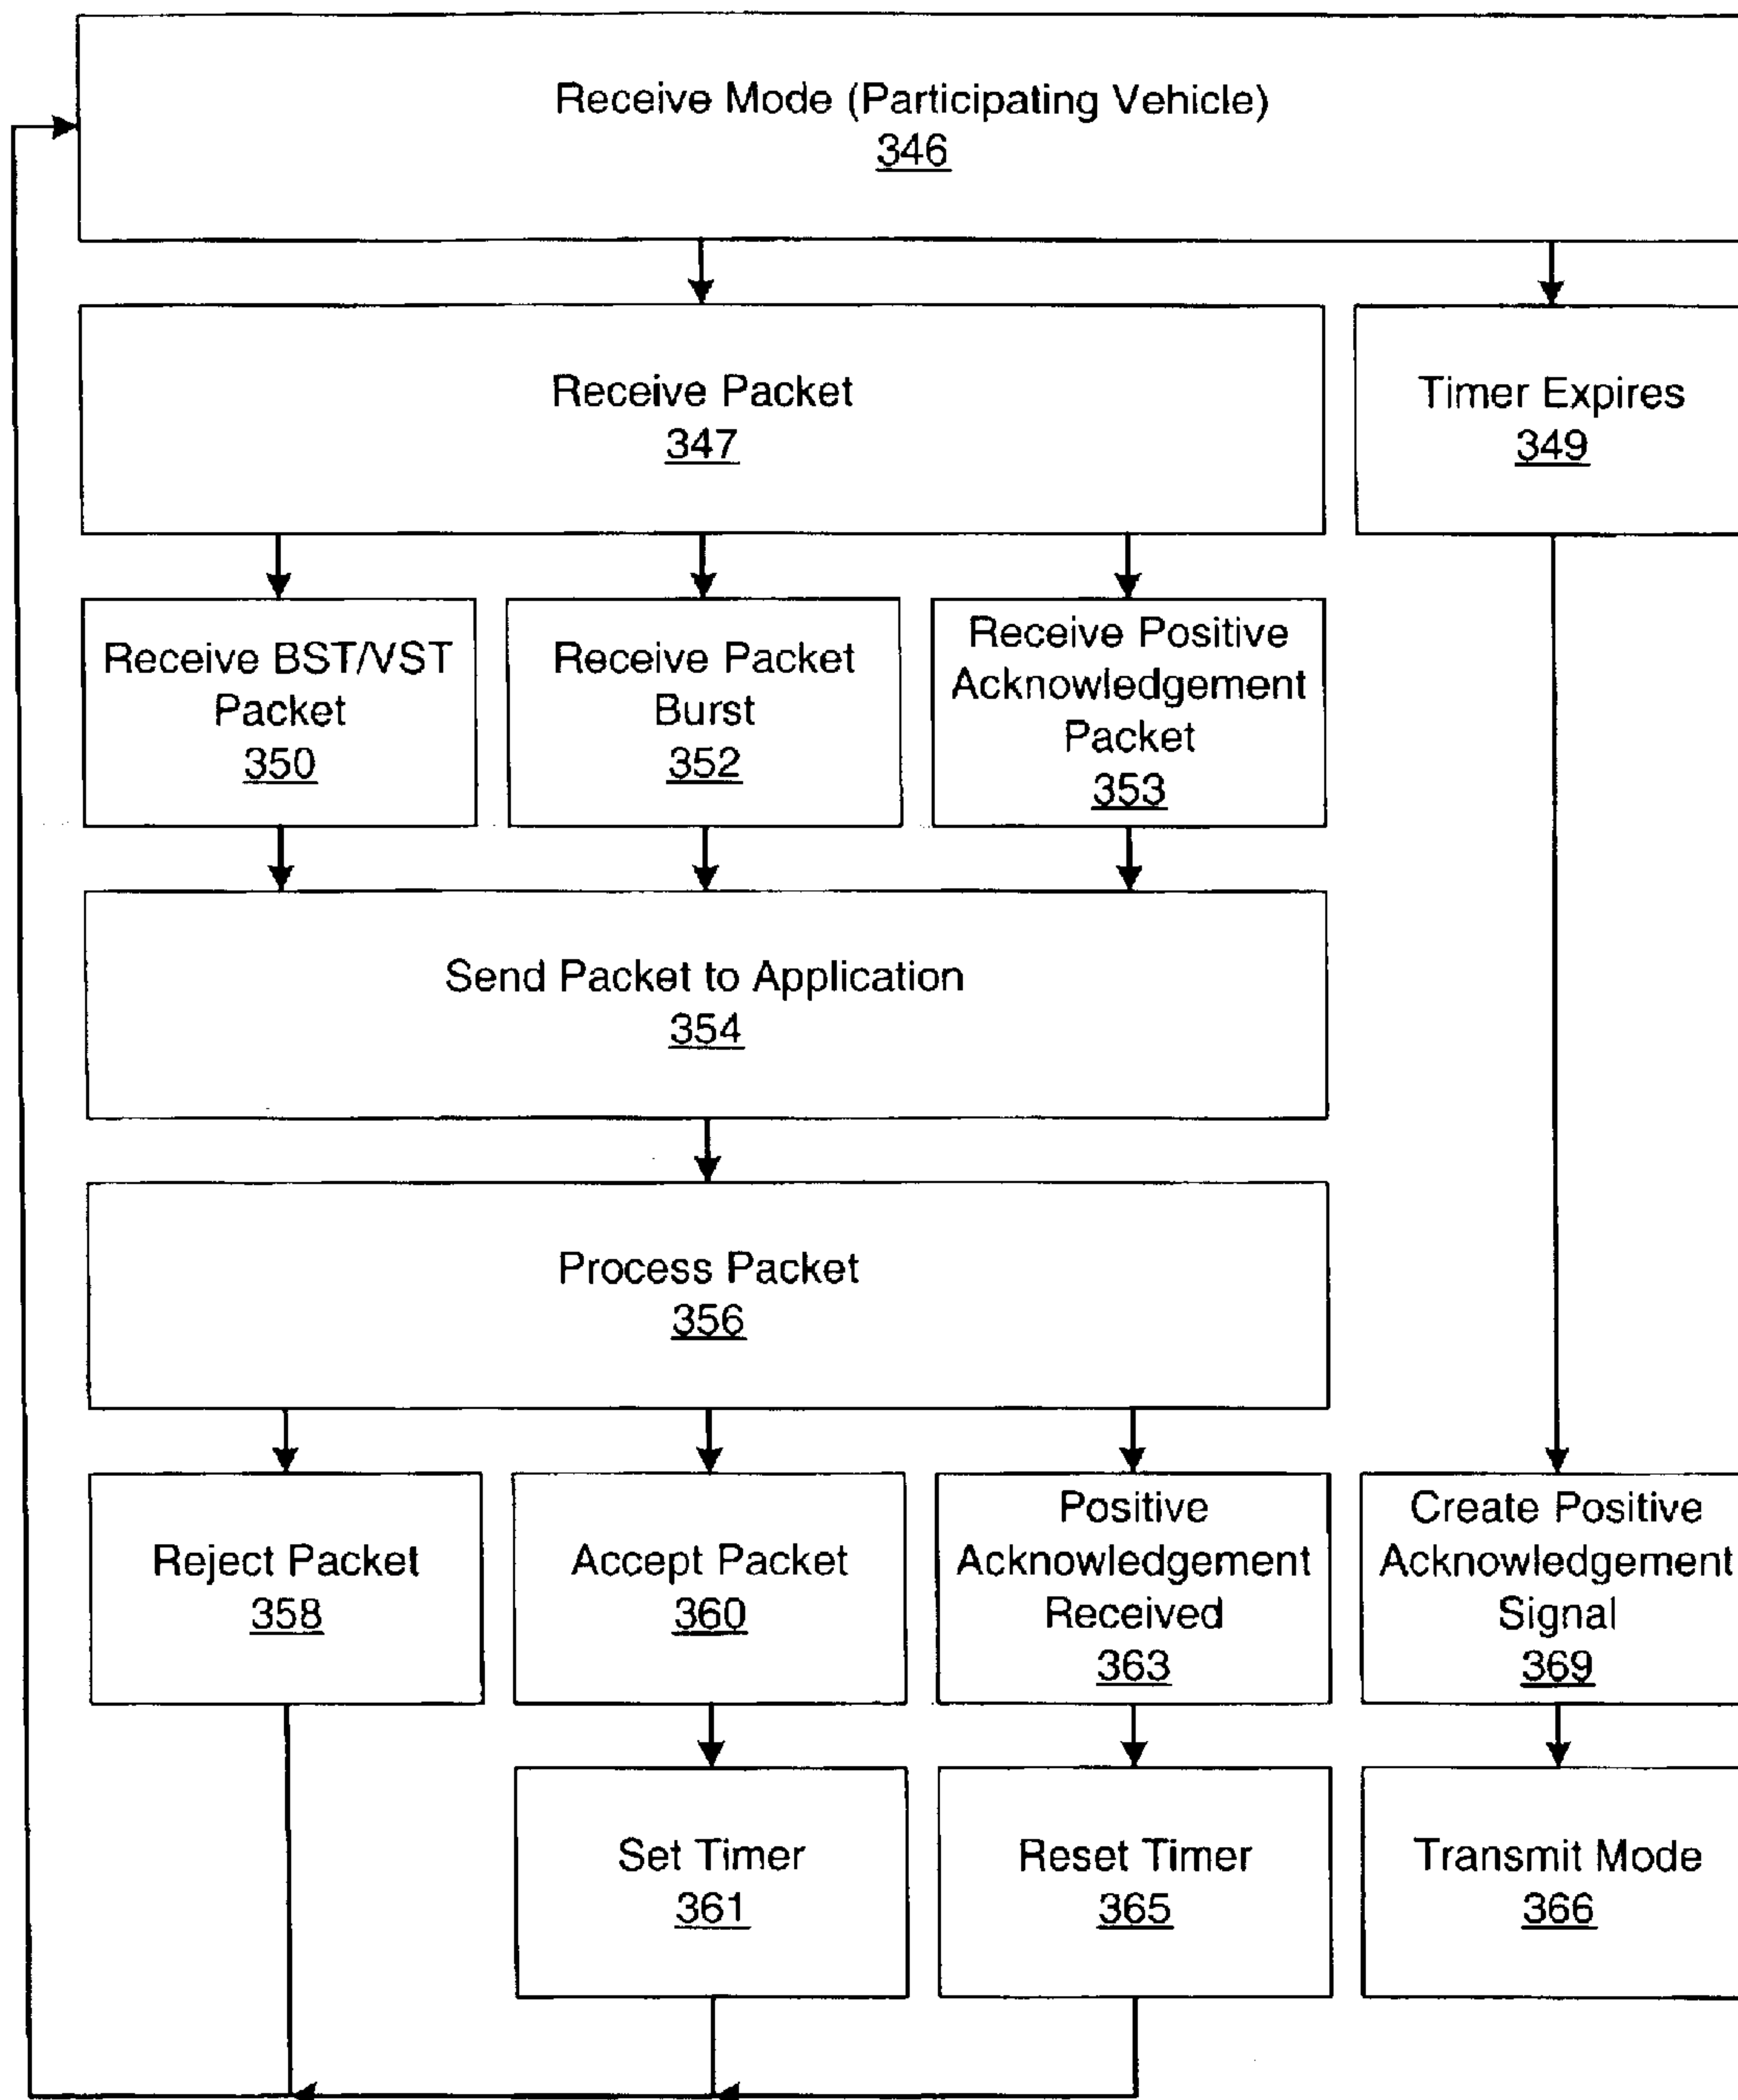 Receive Mode (Participating Vehicle)
346
Receive Packet
347
Timer Expires
349
Receive BST/VST
Packet
350
Receive Packet
Burst
352
Receive Positive
Acknowledgement
Packet
353
Send Packet to Application
354
Process Packet
356
Reject Packet
358
Accept Packet
360
Positive
Acknowledgement
Received
363
Create Positive
Acknowledgement
Signal
369
Set Timer
361
Reset Timer
365
Transmit Mode
366